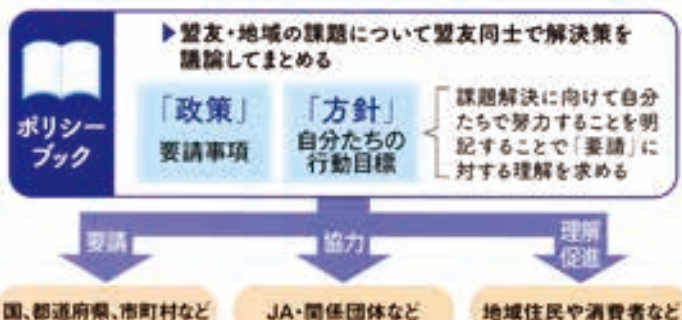 ▶盟友・地域の課題について盟友同士で解決策を
議論してまとめる
ポリシー
ブック
「政策」
要請事項
「方針」
自分たちの
行動目標
課題解決に向けて自分
たちで努力することを明
記することで「要請」に
対する理解を求める
要請
協力
理解
促進
国、都道府県、市町村など
JA・関係団体など
地域住民や消費者など